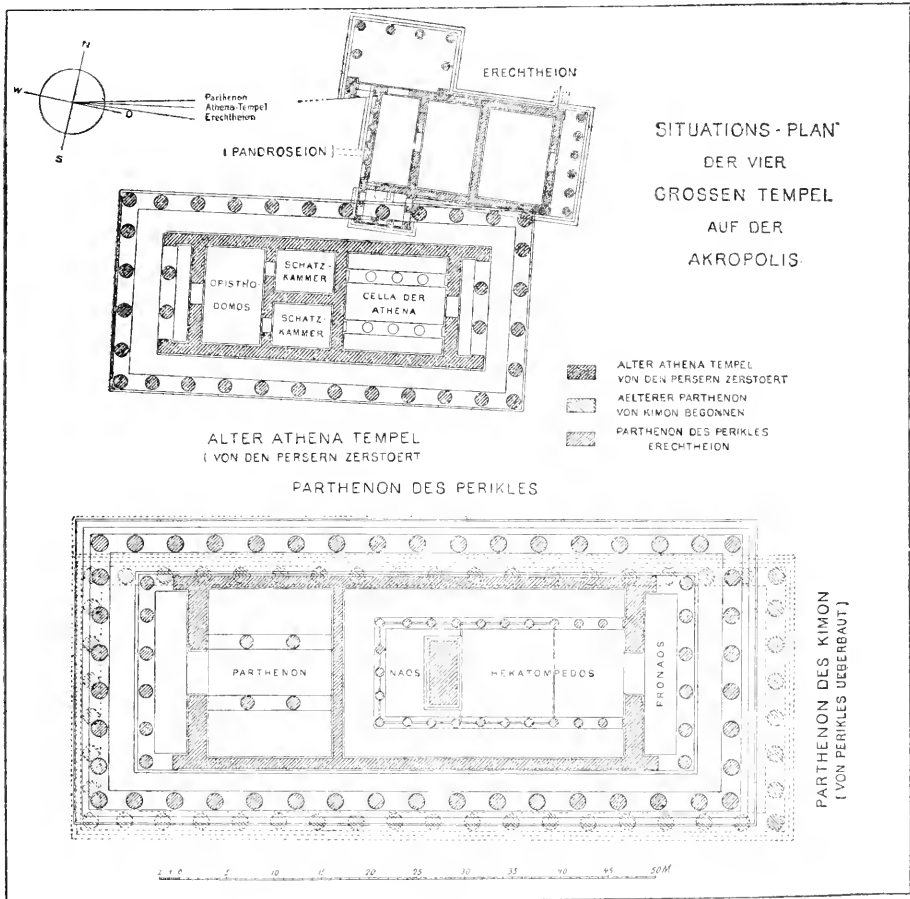 N
W
O
S
Parthenon
Athena-Tempel
Erechtheion
ERECHTHEION
( PANDROSEION )
SITUATIONS-PLAN
DER VIER
GROSSEN TEMPEL
AUF DER
AKROPOLIS
OPISTHO-
DOMOS
SCHATZ-
KAMMER
SCHATZ-
KAMMER
CELLA DER
ATHENA
ALTER ATHENA TEMPEL
VON DEN PERSERN ZERSTOERT
AELTERER PARTHENON
VON KIMON BEGONNEN
PARTHENON DES PERIKLES
ERECHTHEION
ALTER ATHENA TEMPEL
( VON DEN PERSERN ZERSTOERT
PARTHENON DES PERIKLES
PARTHENON
NAOS
HEKATOMPEDOS
PRONAOS
PARTHENON DES KIMON
(VON PERIKLES UEBERBAUT)
0 5 10 15 20 25 30 35 40 45 50M